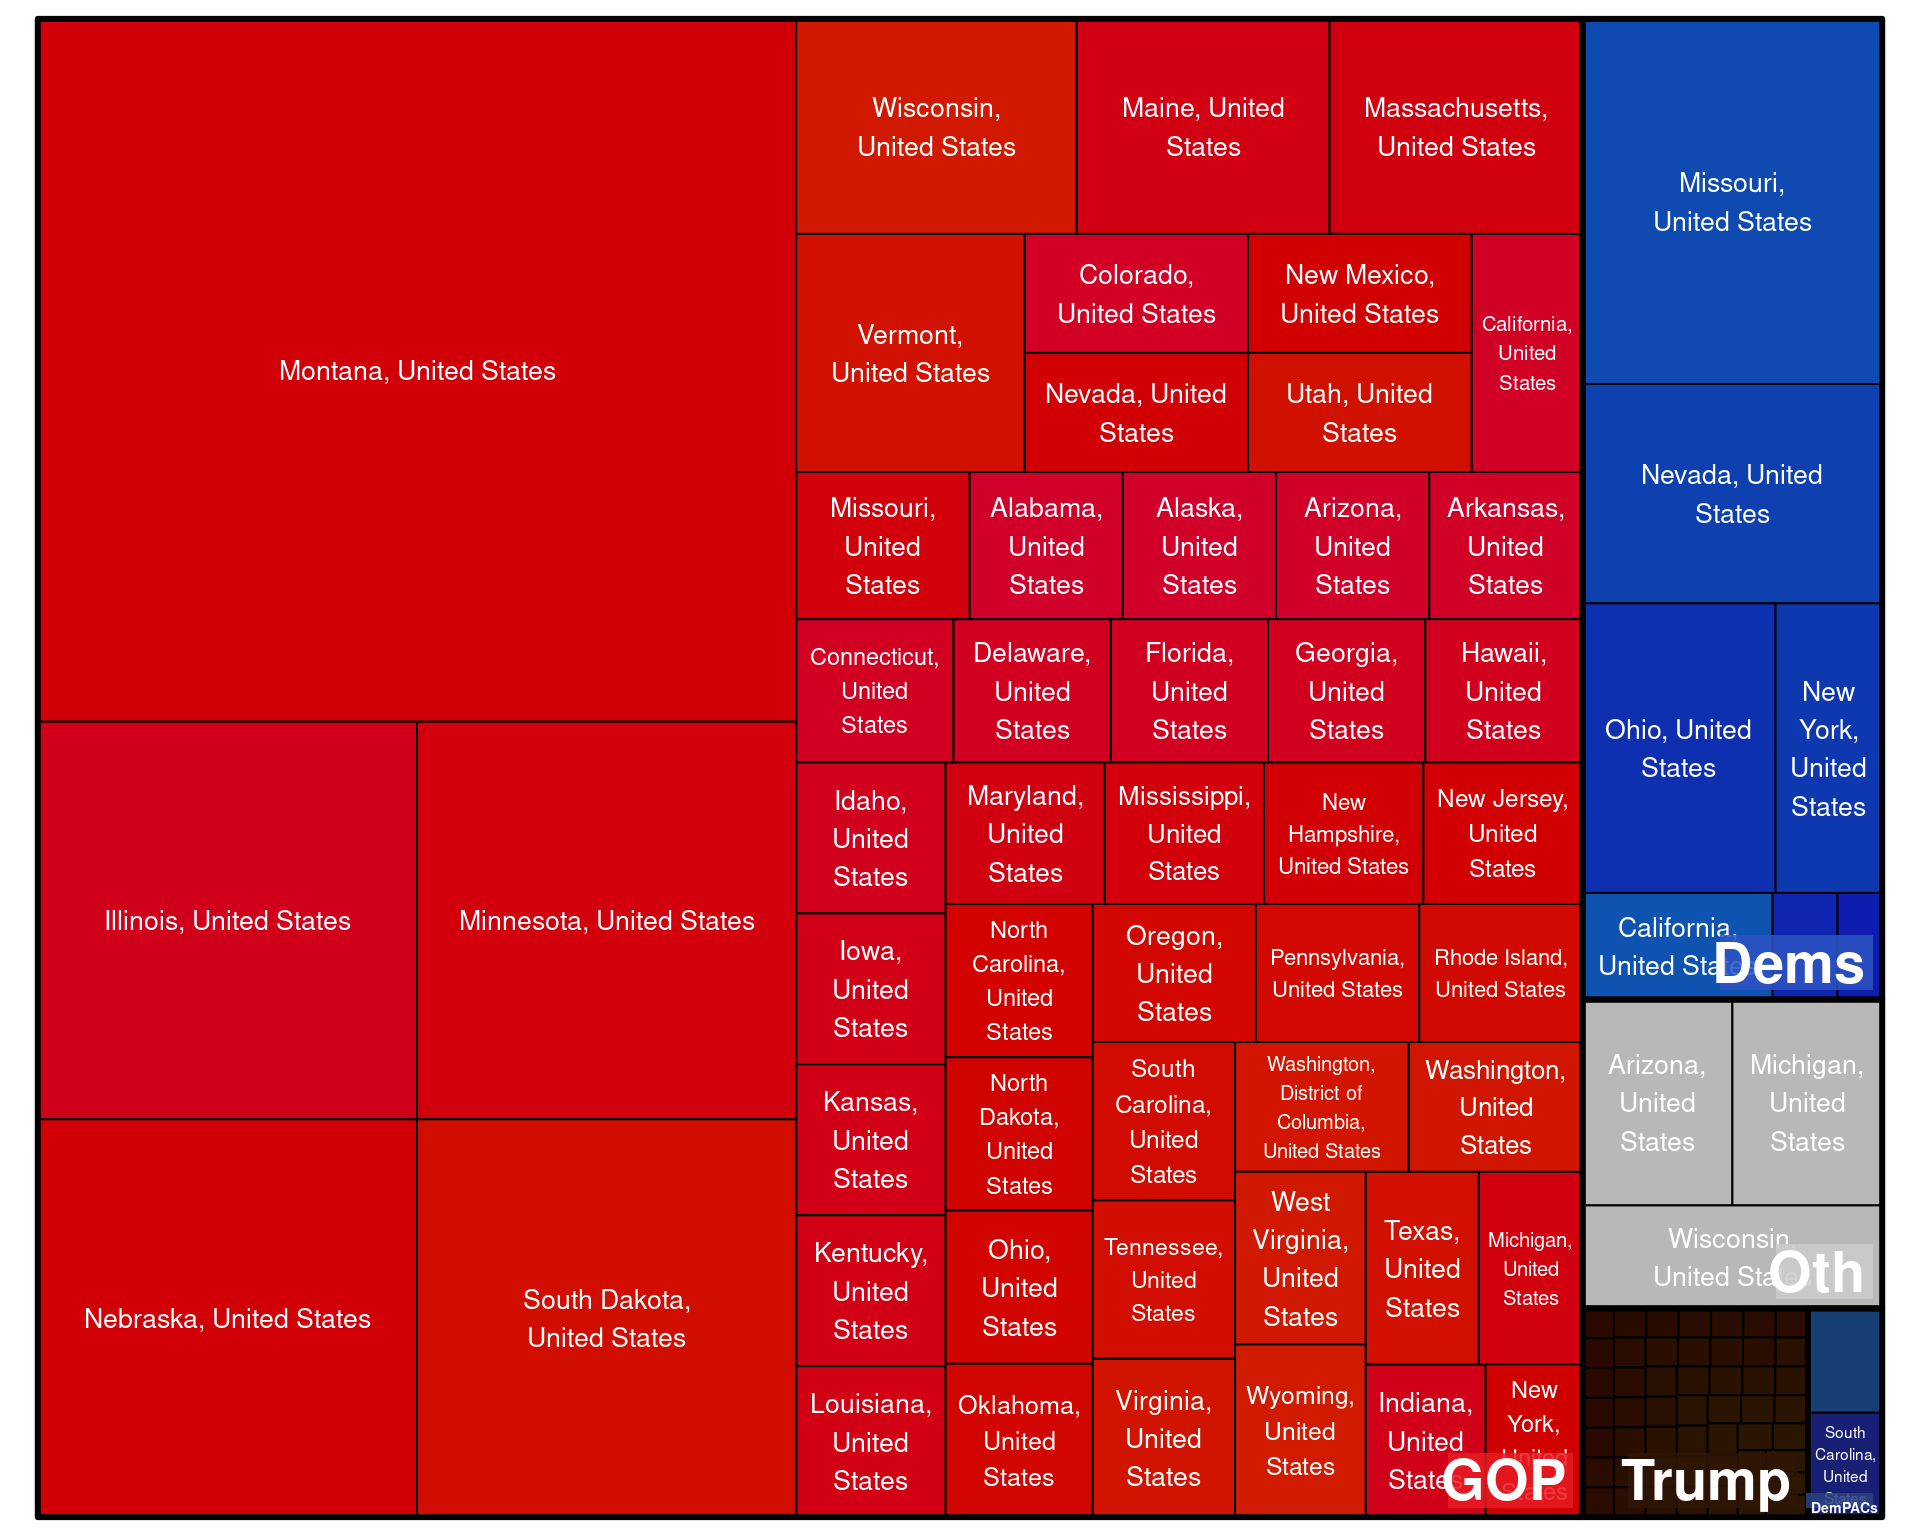 Montana, United States
Illinois, United States
Minnesota, United States
Nebraska, United States
South Dakota,
United States
Wisconsin,
United States
Maine, United
States
Massachusetts,
United States
Vermont,
United States
Colorado,
United States
New Mexico,
United States
California,
United
States
Nevada, United
States
Utah, United
States
Missouri,
United
States
Alabama,
United
States
Alaska,
United
States
Arizona,
United
States
Arkansas,
United
States
Connecticut,
United
States
Delaware,
United
States
Florida,
United
States
Georgia,
United
States
Hawaii,
United
States
Idaho,
United
States
Iowa,
United
States
Kansas,
United
States
Kentucky,
United
States
Louisiana,
United
States
Maryland,
United
States
Mississippi,
United
States
New
Hampshire,
United States
New Jersey,
United
States
North
Carolina,
United
States
North
Dakota,
United
States
Ohio,
United
States
Oklahoma,
United
States
Oregon,
United
States
Pennsylvania,
United States
Rhode Island,
United States
South
Carolina,
United
States
Tennessee,
United
States
Virginia,
United
States
Washington,
District of
Columbia,
United States
Washington,
United
States
West
Virginia,
United
States
Wyoming,
United
States
Texas,
United
States
Michigan,
United
States
Indiana,
United
States
New
York,
United
States
GOP
Missouri,
United States
Nevada, United
States
Ohio, United
States
New
York,
United
States
California,
United States
Dems
Arizona,
United
States
Michigan,
United
States
Wisconsin,
United States
Oth
Trump
South
Carolina,
United
States
DemPACs